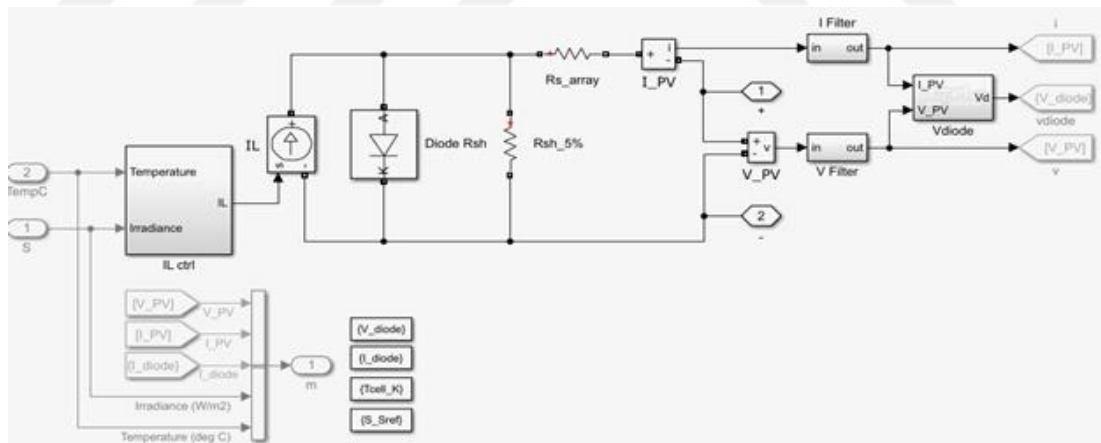 I Filter
i
in
out
[I_PV]
Rs_array
+
i
-
I_PV
I_PV
V_PV
Vd
Vdiode
{V_diode}
vdiode
1
+
IL
+
s
-
A
K
Diode Rsh
Rsh_5%
+
v
-
V_PV
in
out
V Filter
[V_PV]
v
2
TempC
Temperature
IL
1
S
Irradiance
IL ctrl
2
-
[V_PV]
V_PV
[I_PV]
I_PV
{I_diode}
I_diode
1
m
Irradiance (W/m2)
Temperature (deg C)
{V_diode}
{I_diode}
{Tcell_K}
{S_Sref}